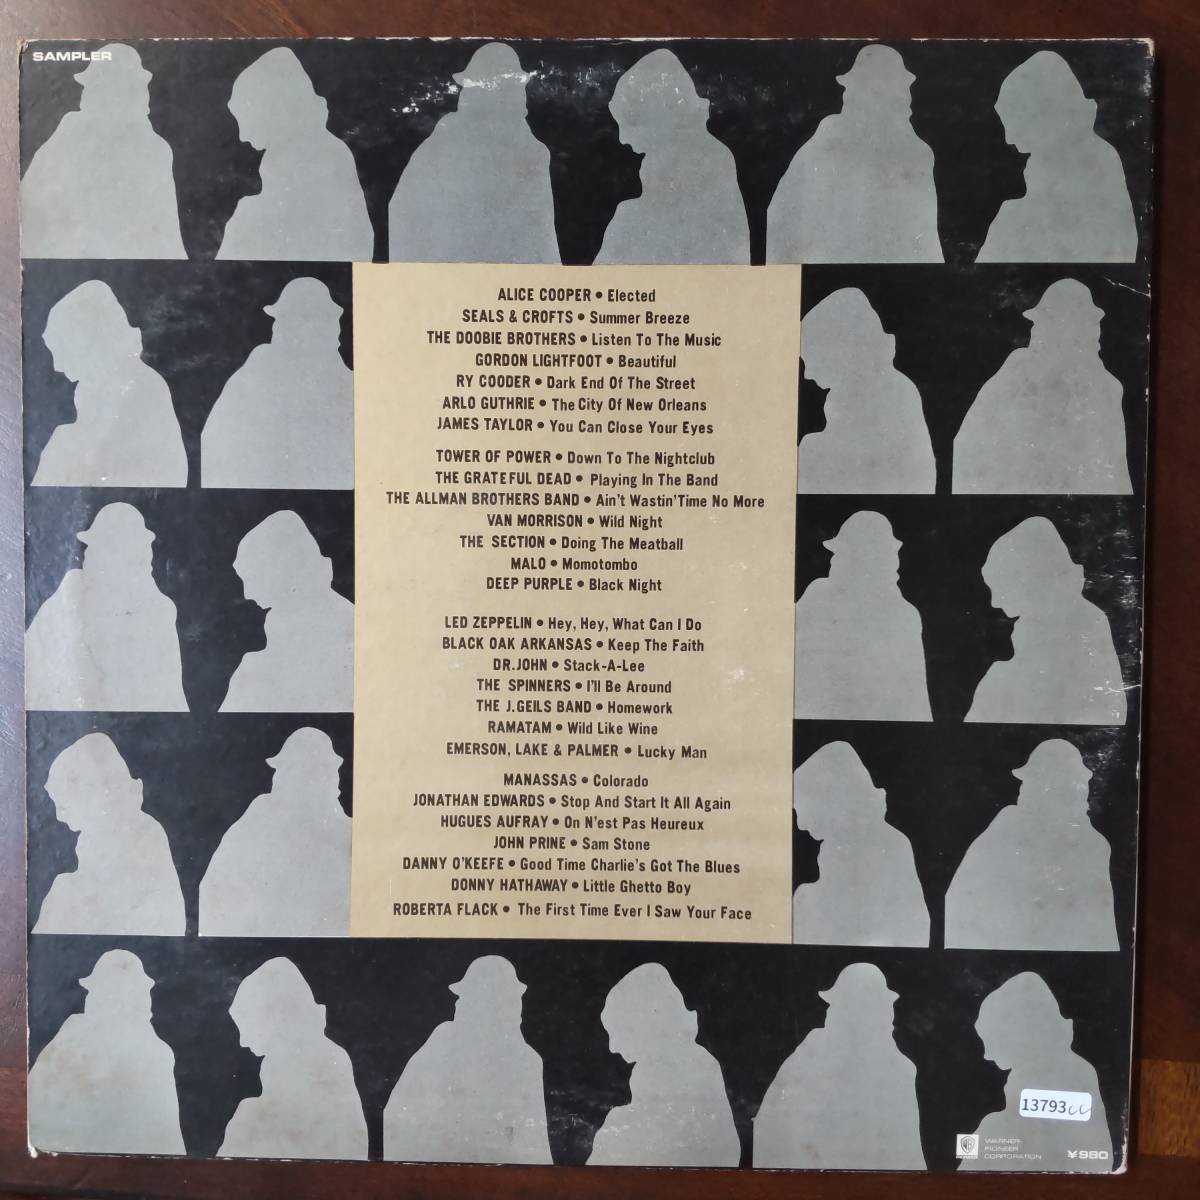 SAMPLER
ALICE COOPER • Elected
SEALS & CROFTS • Summer Breeze
THE DOOBIE BROTHERS • Listen To The Music
GORDON LIGHTFOOT • Beautiful
RY COODER • Dark End Of The Street
ARLO GUTHRIE • The City Of New Orleans
JAMES TAYLOR • You Can Close Your Eyes
TOWER OF POWER • Down To The Nightclub
THE GRATEFUL DEAD • Playing In The Band
THE ALLMAN BROTHERS BAND • Ain't Wastin' Time No More
VAN MORRISON • Wild Night
THE SECTION • Doing The Meatball
MALO • Momotombo
DEEP PURPLE • Black Night
LED ZEPPELIN • Hey, Hey, What Can I Do
BLACK OAK ARKANSAS • Keep The Faith
DR.JOHN • Stack-A-Lee
THE SPINNERS • I'll Be Around
THE J.GEILS BAND • Homework
RAMATAM • Wild Like Wine
EMERSON, LAKE & PALMER • Lucky Man
MANASSAS • Colorado
JONATHAN EDWARDS • Stop And Start It All Again
HUGUES AUFRAY • On N'est Pas Heureux
JOHN PRINE • Sam Stone
DANNY O'KEEFE • Good Time Charlie's Got The Blues
DONNY HATHAWAY • Little Ghetto Boy
ROBERTA FLACK • The First Time Ever I Saw Your Face
13793
WARNER-
PIONEER
CORPORATION
¥980